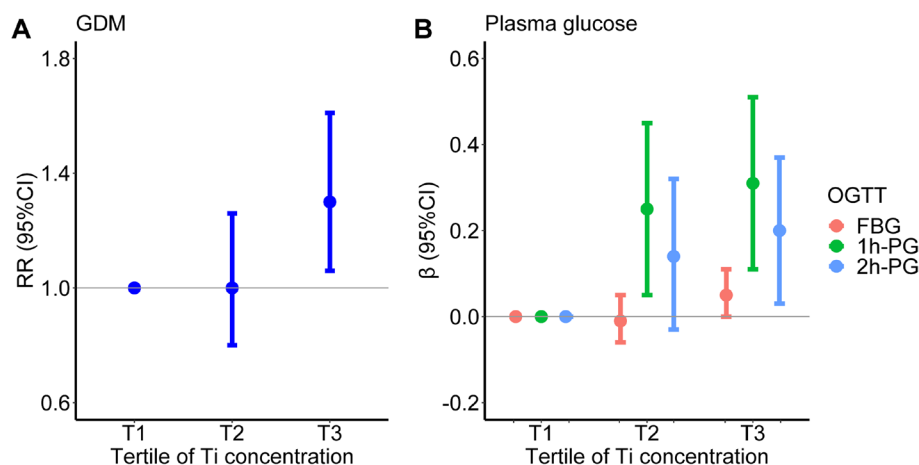 A
GDM
RR (95%CI)
1.8
1.4
1.0
0.6
T1 T2 T3
Tertile of Ti concentration
B
Plasma glucose
β (95%CI)
0.6
0.4
0.2
0.0
-0.2
T1 T2 T3
Tertile of Ti concentration
OGTT
FBG
1h-PG
2h-PG